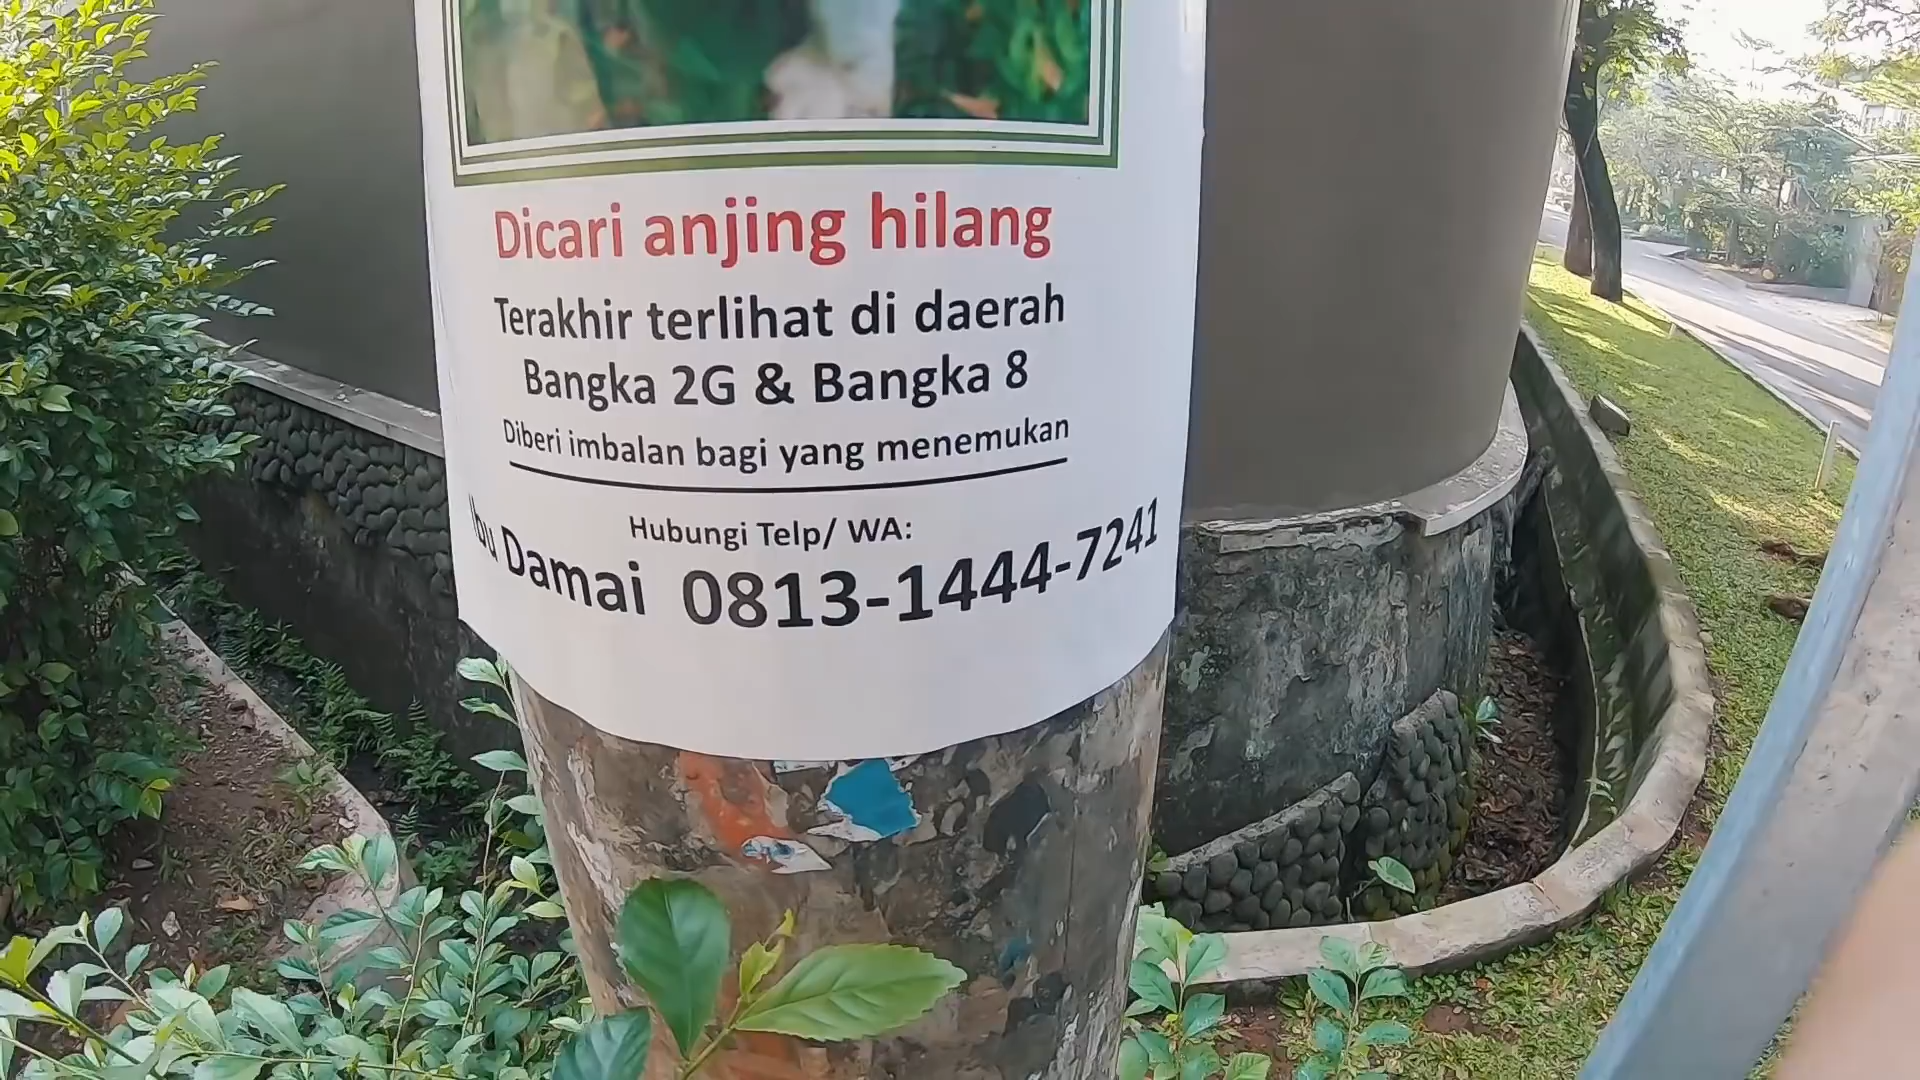 Dicari anjing hilang
Terakhir terlihat di daerah
Bangka 2G & Bangka 8
Diberi imbalan bagi yang menemukan
Hubungi Telp/ WA:
Ibu Damai 0813-1444-7241